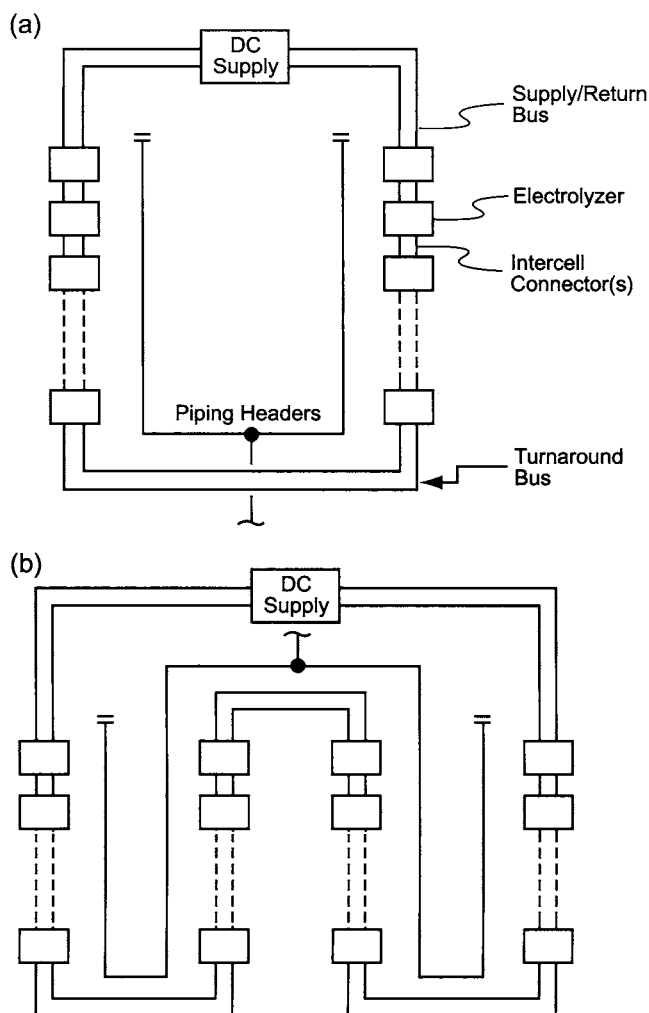 (a)
DC
Supply
Supply/Return
Bus
Electrolyzer
Intercell
Connector(s)
Piping Headers
Turnaround
Bus
(b)
DC
Supply